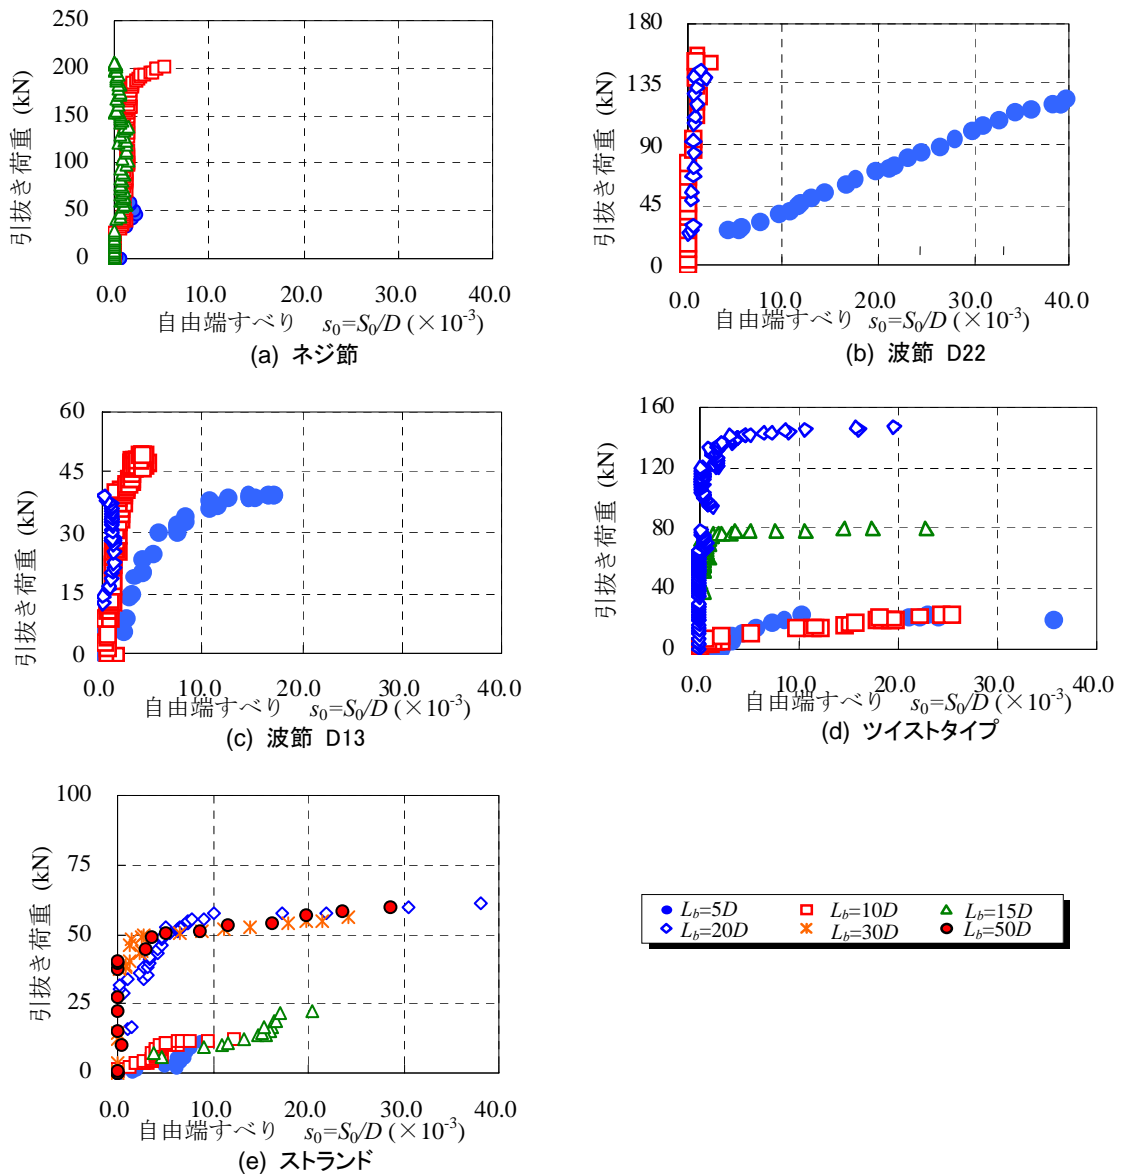 引抜き荷重 (kN)
250
200
150
100
50
0
0.0 10.0 20.0 30.0 40.0
自由端すべり s0=S0/D (×10-3)
(a) ネジ節
引抜き荷重 (kN)
180
135
90
45
0
0.0 10.0 20.0 30.0 40.0
自由端すべり s0=S0/D (×10-3)
(b) 波節 D22
引抜き荷重 (kN)
60
45
30
15
0
0.0 10.0 20.0 30.0 40.0
自由端すべり s0=S0/D (×10-3)
(c) 波節 D13
引抜き荷重 (kN)
160
120
80
40
0
0.0 10.0 20.0 30.0 40.0
自由端すべり s0=S0/D (×10-3)
(d) ツイストタイプ
引抜き荷重 (kN)
100
75
50
25
0
0.0 10.0 20.0 30.0 40.0
自由端すべり s0=S0/D (×10-3)
(e) ストランド
Lb=5D Lb=10D Lb=15D
Lb=20D Lb=30D Lb=50D